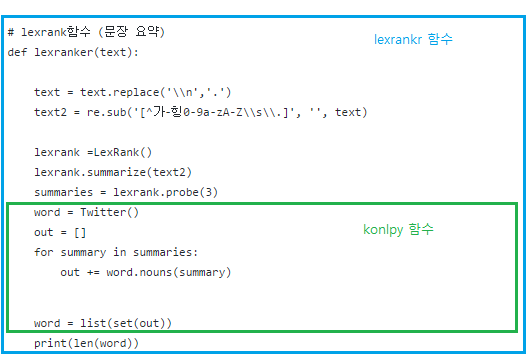 # lexrank함수 (문장 요약)
lexrankr 함수
def lexranker(text):
text = text.replace('\\n','.')
text2 = re.sub('[^가-힝0-9a-zA-Z\\s\\.]', '', text)
lexrank =LexRank()
lexrank.summarize(text2)
summaries = lexrank.probe(3)
word = Twitter()
out = []
konlpy 함수
for summary in summaries:
out += word.nouns(summary)
word = list(set(out))
print(len(word))